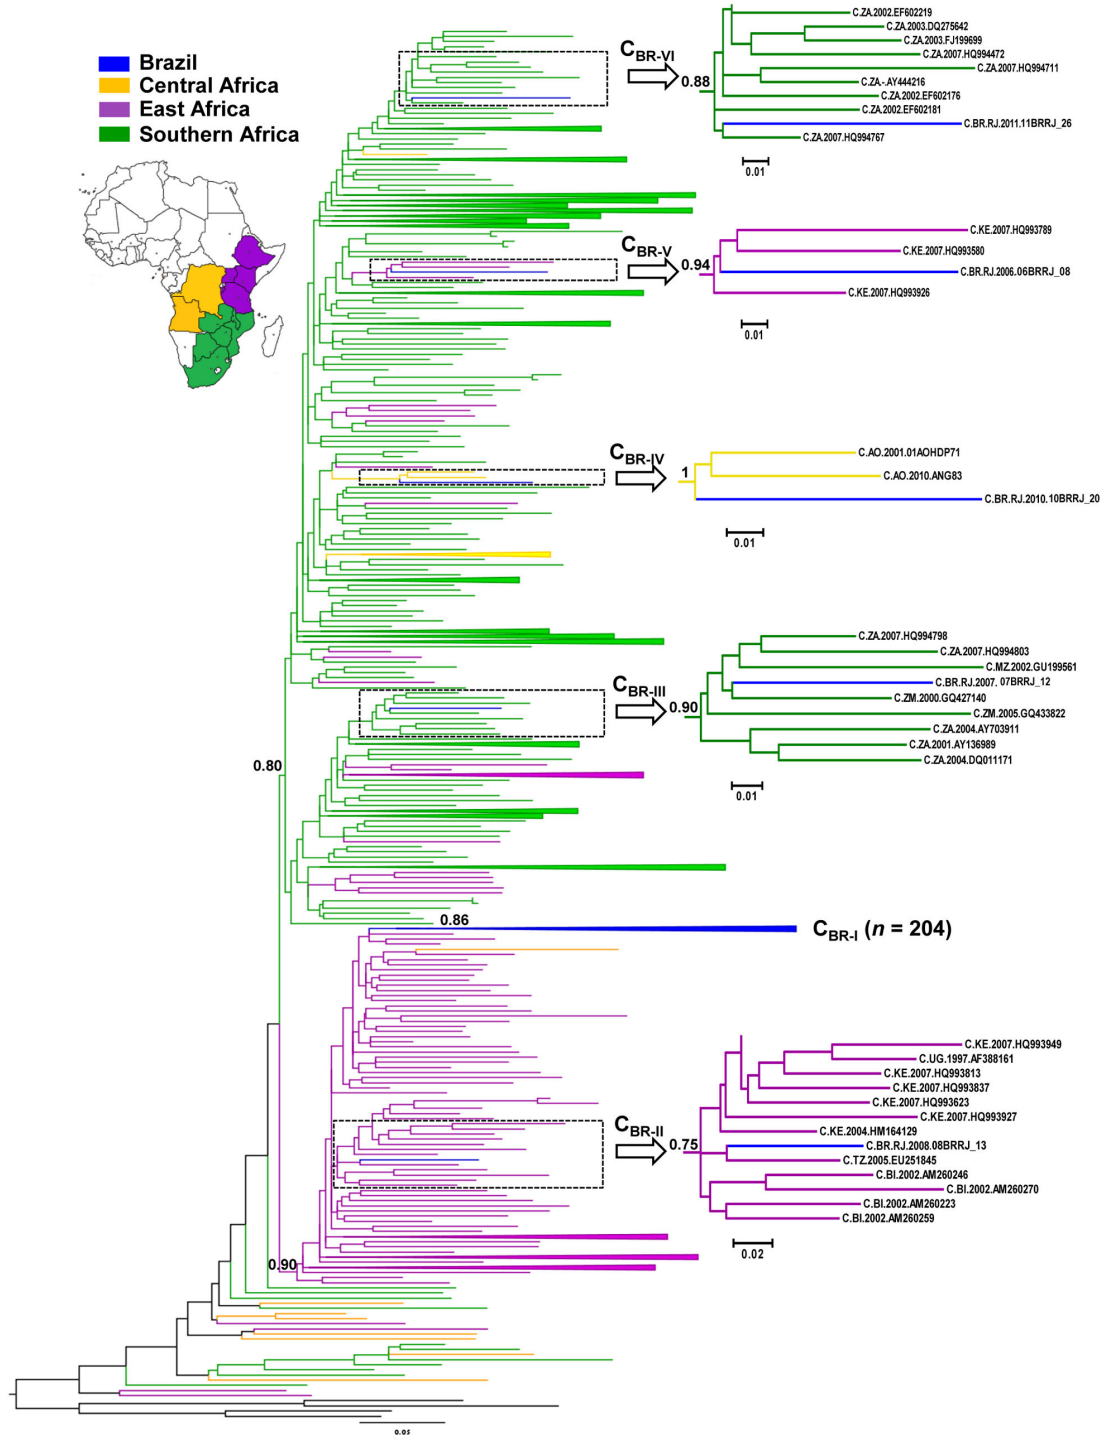 Brazil
Central Africa
East Africa
Southern Africa
C BR-VI
0.88
C.ZA.2002.EF602219
C.ZA.2003.DQ275642
C.ZA.2003.FJ199699
C.ZA.2007.HQ994472
C.ZA.2007.HQ994711
C.ZA.-.AY444216
C.ZA.2002.EF602176
C.ZA.2002.EF602181
C.BR.RJ.2011.11BRRJ_26
C.ZA.2007.HQ994767
0.01
C BR-V
0.94
C.KE.2007.HQ993789
C.KE.2007.HQ993580
C.BR.RJ.2006.06BRRJ_08
C.KE.2007.HQ993926
0.01
C BR-IV
1
C.AO.2001.01AOHDP71
C.AO.2010.ANG83
C.BR.RJ.2010.10BRRJ_20
0.01
C BR-III
0.90
C.ZA.2007.HQ994798
C.ZA.2007.HQ994803
C.MZ.2002.GU199561
C.BR.RJ.2007. 07BRRJ_12
C.ZM.2000.GQ427140
C.ZM.2005.GQ433822
C.ZA.2004.AY703911
C.ZA.2001.AY136989
C.ZA.2004.DQ011171
0.01
0.80
0.86
C BR-I (n = 204)
C BR-II
0.75
C.KE.2007.HQ993949
C.UG.1997.AF388161
C.KE.2007.HQ993813
C.KE.2007.HQ993837
C.KE.2007.HQ993623
C.KE.2007.HQ993927
C.KE.2004.HM164129
C.BR.RJ.2008.08BRRJ_13
C.TZ.2005.EU251845
C.BI.2002.AM260246
C.BI.2002.AM260270
C.BI.2002.AM260223
C.BI.2002.AM260259
0.02
0.90
0.05